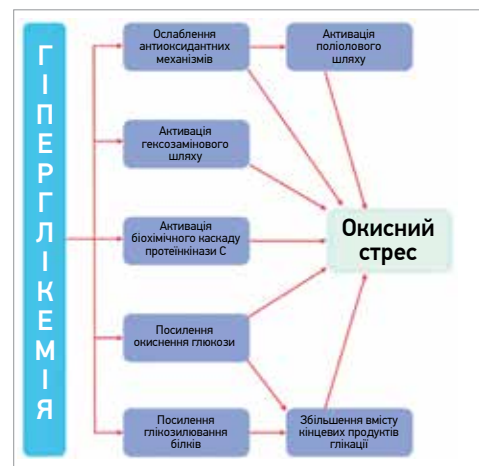 ГІПЕРГЛІКЕМІЯ
Ослаблення
антиоксидантних
механізмів
Активація
поліолового
шляху
Активація
гексозамінового
шляху
Активація
біохімічного каскаду
протеїнкінази С
Окисний
стрес
Посилення
окиснення глюкози
Посилення
глікозилювання
білків
Збільшення вмісту
кінцевих продуктів
глікації